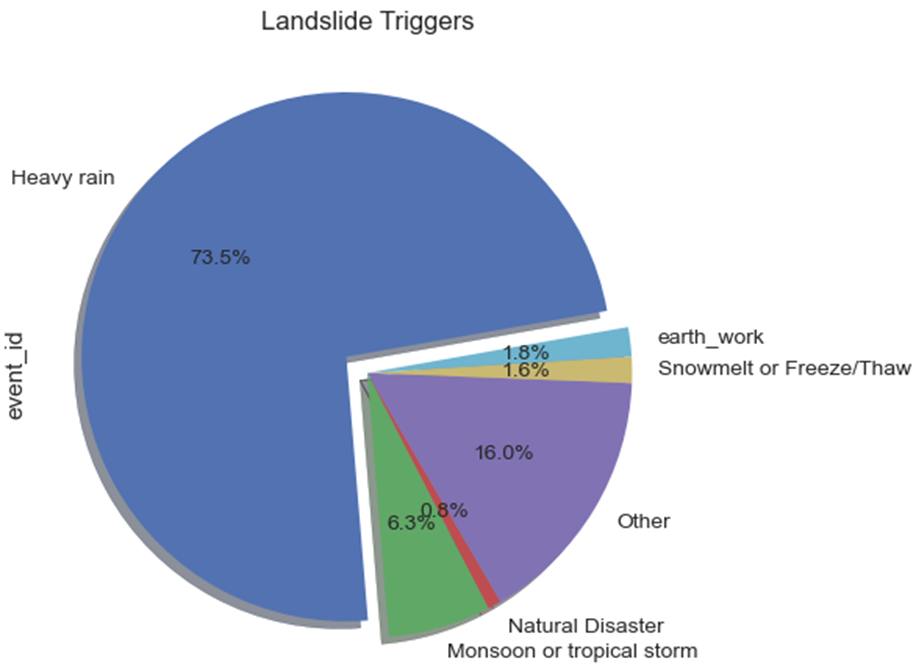 Landslide Triggers
Heavy rain
73.5%
event_id
earth_work
1.8%
Snowmelt or Freeze/Thaw
1.6%
16.0%
Other
0.8%
6.3%
Natural Disaster
Monsoon or tropical storm